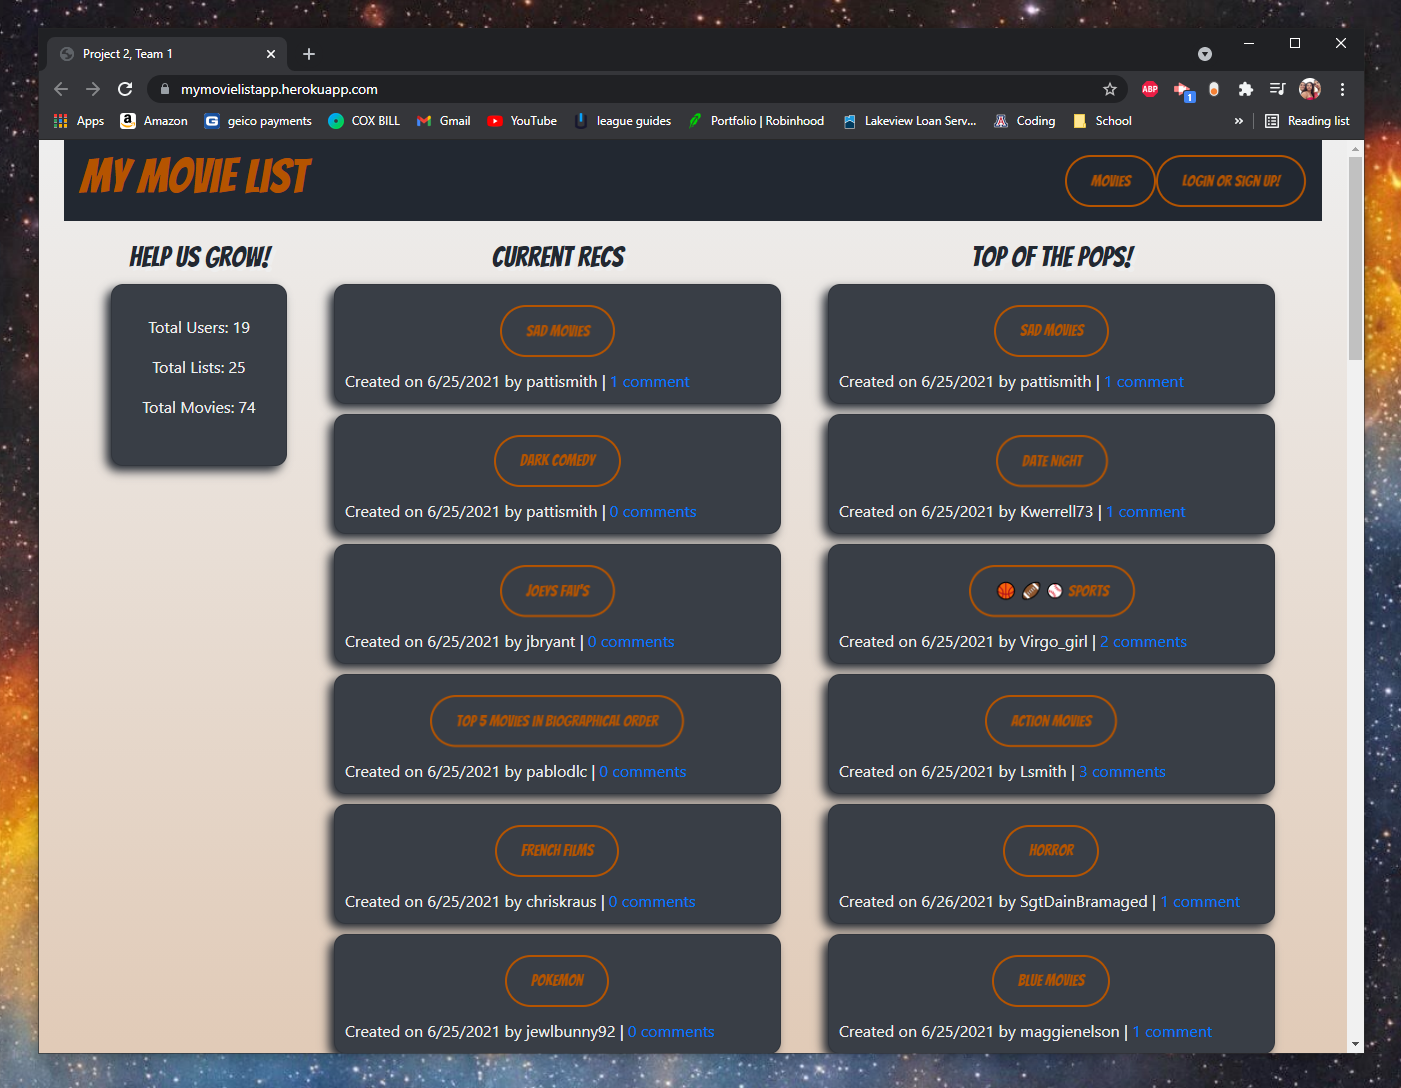 Project 2, Team 1
mymovielistapp.herokuapp.com
ABP
1
Apps Amazon geico payments COX BILL Gmail YouTube league guides Portfolio | Robinhood Lakeview Loan Serv... Coding School » Reading list
MY MOVIE LIST
MOVIES
LOGIN OR SIGN UP!
HELP US GROW!
Total Users: 19
Total Lists: 25
Total Movies: 74
CURRENT RECS
SAD MOVIES
Created on 6/25/2021 by pattismith | 1 comment
DARK COMEDY
Created on 6/25/2021 by pattismith | 0 comments
JOEYS FAV'S
Created on 6/25/2021 by jbryant | 0 comments
TOP 5 MOVIES IN BIOGRAPHICAL ORDER
Created on 6/25/2021 by pablodlc | 0 comments
FRENCH FILMS
Created on 6/25/2021 by chriskraus | 0 comments
POKEMON
Created on 6/25/2021 by jewlbunny92 | 0 comments
TOP OF THE POPS!
SAD MOVIES
Created on 6/25/2021 by pattismith | 1 comment
DATE NIGHT
Created on 6/25/2021 by Kwerrell73 | 1 comment
🏀 🏈 ⚾ SPORTS
Created on 6/25/2021 by Virgo_girl | 2 comments
ACTION MOVIES
Created on 6/25/2021 by Lsmith | 3 comments
HORROR
Created on 6/26/2021 by SgtDainBramaged | 1 comment
BLUE MOVIES
Created on 6/25/2021 by maggienelson | 1 comment